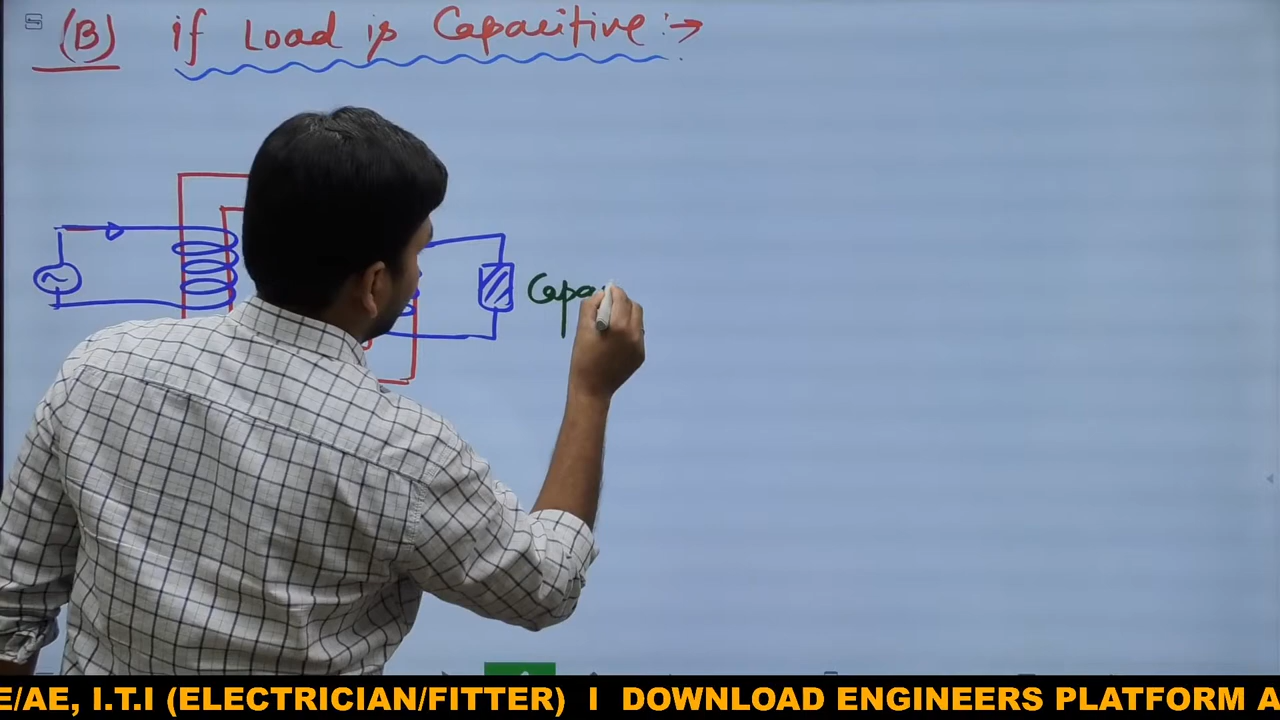 (B) if Load is Capacitive :→
~
Capa
E/AE, I.T.I (ELECTRICIAN/FITTER) I DOWNLOAD ENGINEERS PLATFORM A